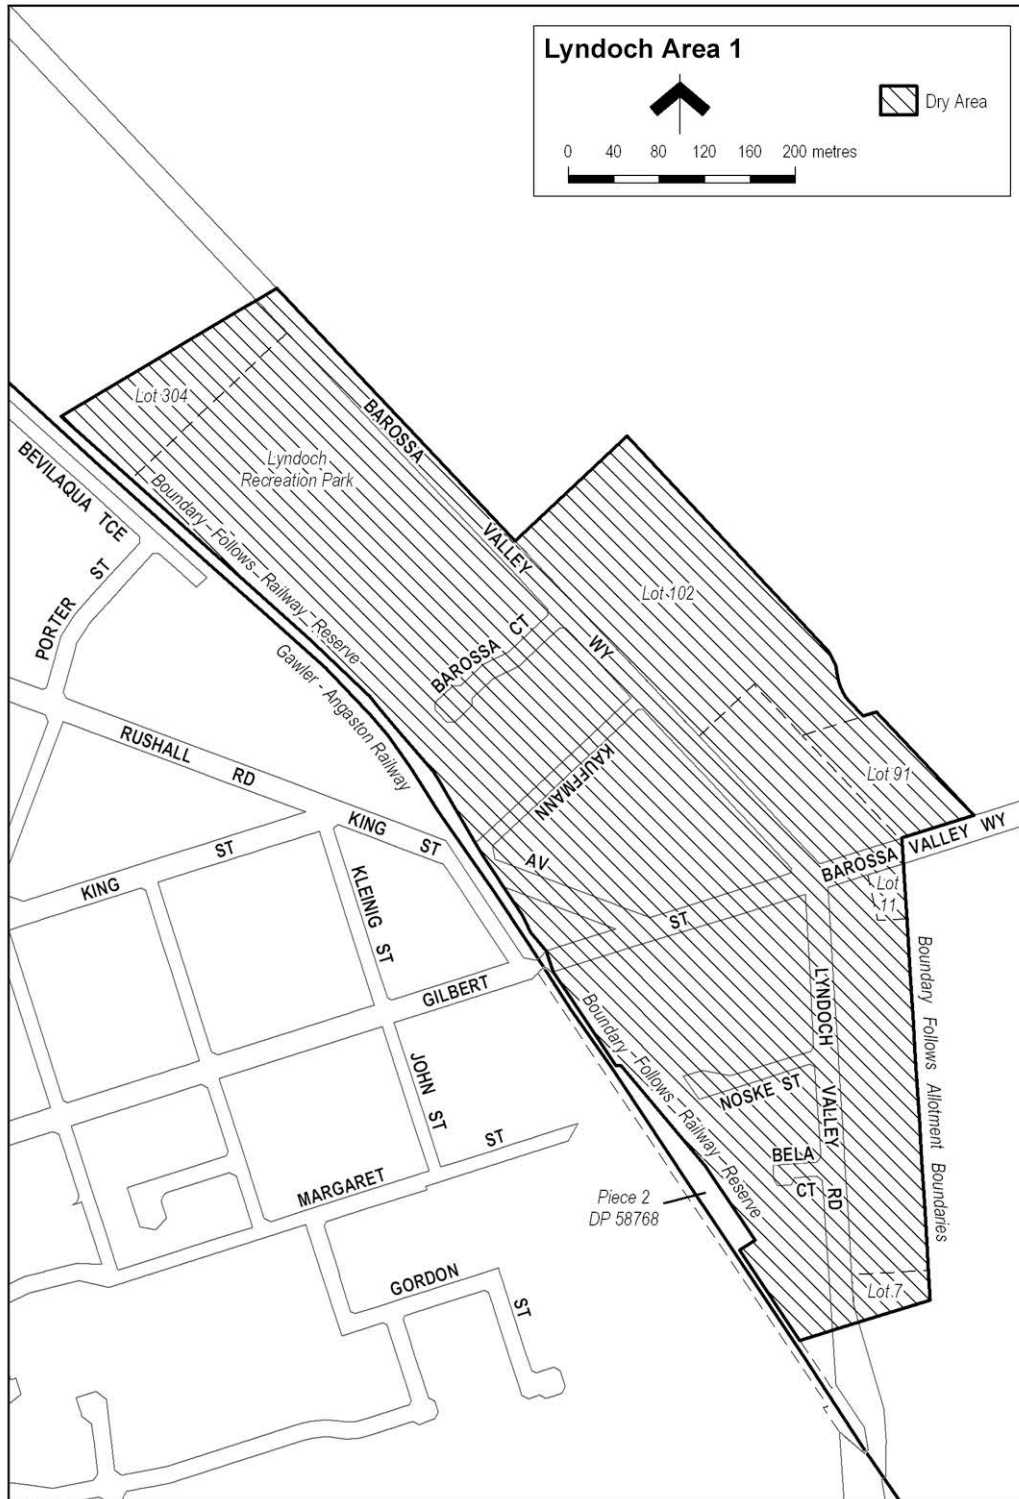 Lyndoch Area 1
Dry Area
0 40 80 120 160 200 metres
Lot 304
BAROSSA
Lyndoch
Recreation Park
BEVILAQUA TCE
Boundary Follows Railway Reserve
VALLEY
PORTER ST
Lot 102
BAROSSA CT
WY
Gawler - Angaston Railway
RUSHALL RD
KAUFFMANN
AV
Lot 91
KING ST
KING ST
BAROSSA VALLEY WY
KLEINIG ST
Lot
11
ST
GILBERT
Boundary Follows Allotment Boundaries
LYNDOCH
VALLEY
RD
Boundary Follows Railway Reserve
JOHN ST
NOSKE ST
MARGARET ST
BELA
CT
Piece 2
DP 58768
GORDON ST
Lot 7